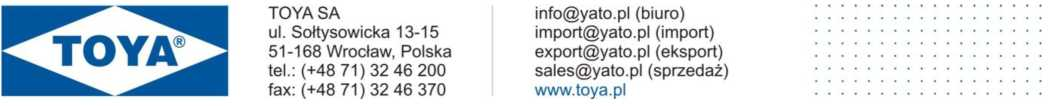 TOYA®
TOYA SA
ul. Sołtysowicka 13-15
51-168 Wrocław, Polska
tel.: (+48 71) 32 46 200
fax: (+48 71) 32 46 370
info@yato.pl (biuro)
import@yato.pl (import)
export@yato.pl (eksport)
sales@yato.pl (sprzedaż)
www.toya.pl